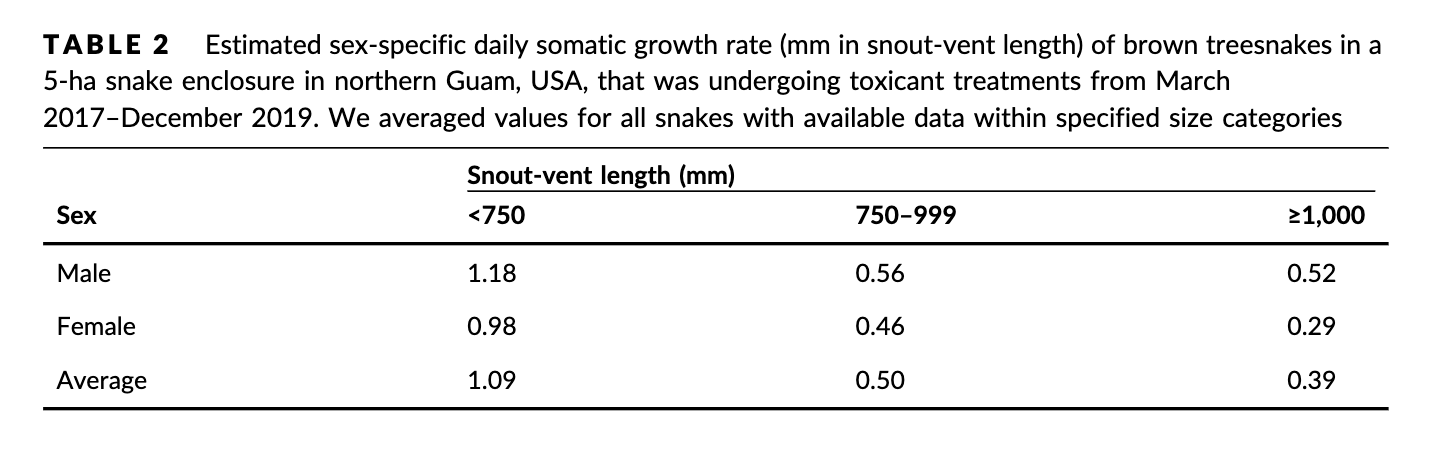 TABLE 2 Estimated sex-specific daily somatic growth rate (mm in snout-vent length) of brown treesnakes in a
5-ha snake enclosure in northern Guam, USA, that was undergoing toxicant treatments from March
2017–December 2019. We averaged values for all snakes with available data within specified size categories
Snout-vent length (mm)
Sex <750 750–999 ≥1,000
Male 1.18 0.56 0.52
Female 0.98 0.46 0.29
Average 1.09 0.50 0.39